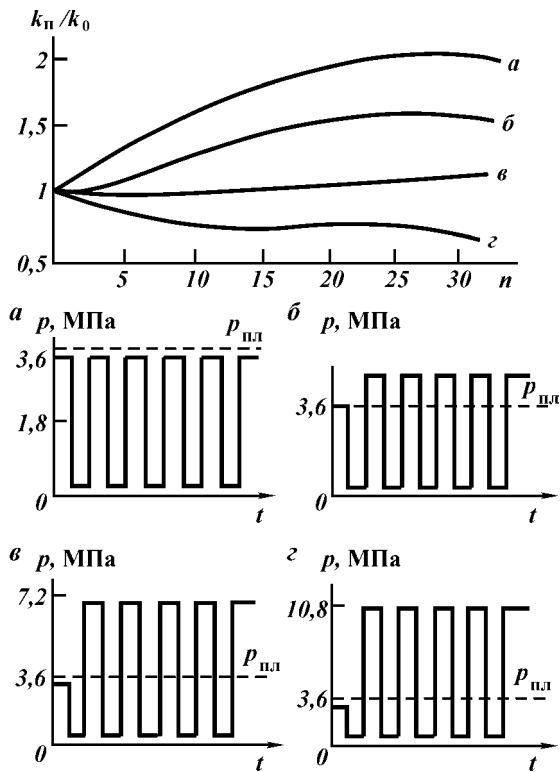 kп /k0
2
1,5
1
0,5
5 10 15 20 25 30 n
а
б
в
г
а p, МПа
pпл
3,6
1,8
0
t
б p, МПа
pпл
3,6
0
t
в p, МПа
7,2
pпл
3,6
0
t
г p, МПа
10,8
pпл
3,6
0
t